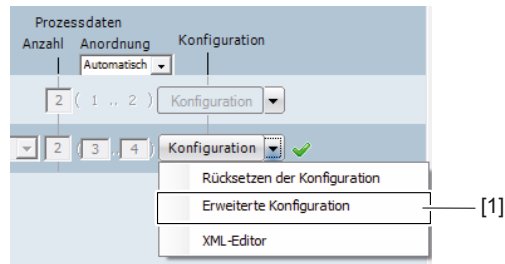 Prozessdaten
Anzahl Anordnung Konfiguration
Automatisch
2 ( 1 .. 2 ) Konfiguration
2 ( 3 .. 4 ) Konfiguration
Rücksetzen der Konfiguration
Erweiterte Konfiguration [1]
XML-Editor